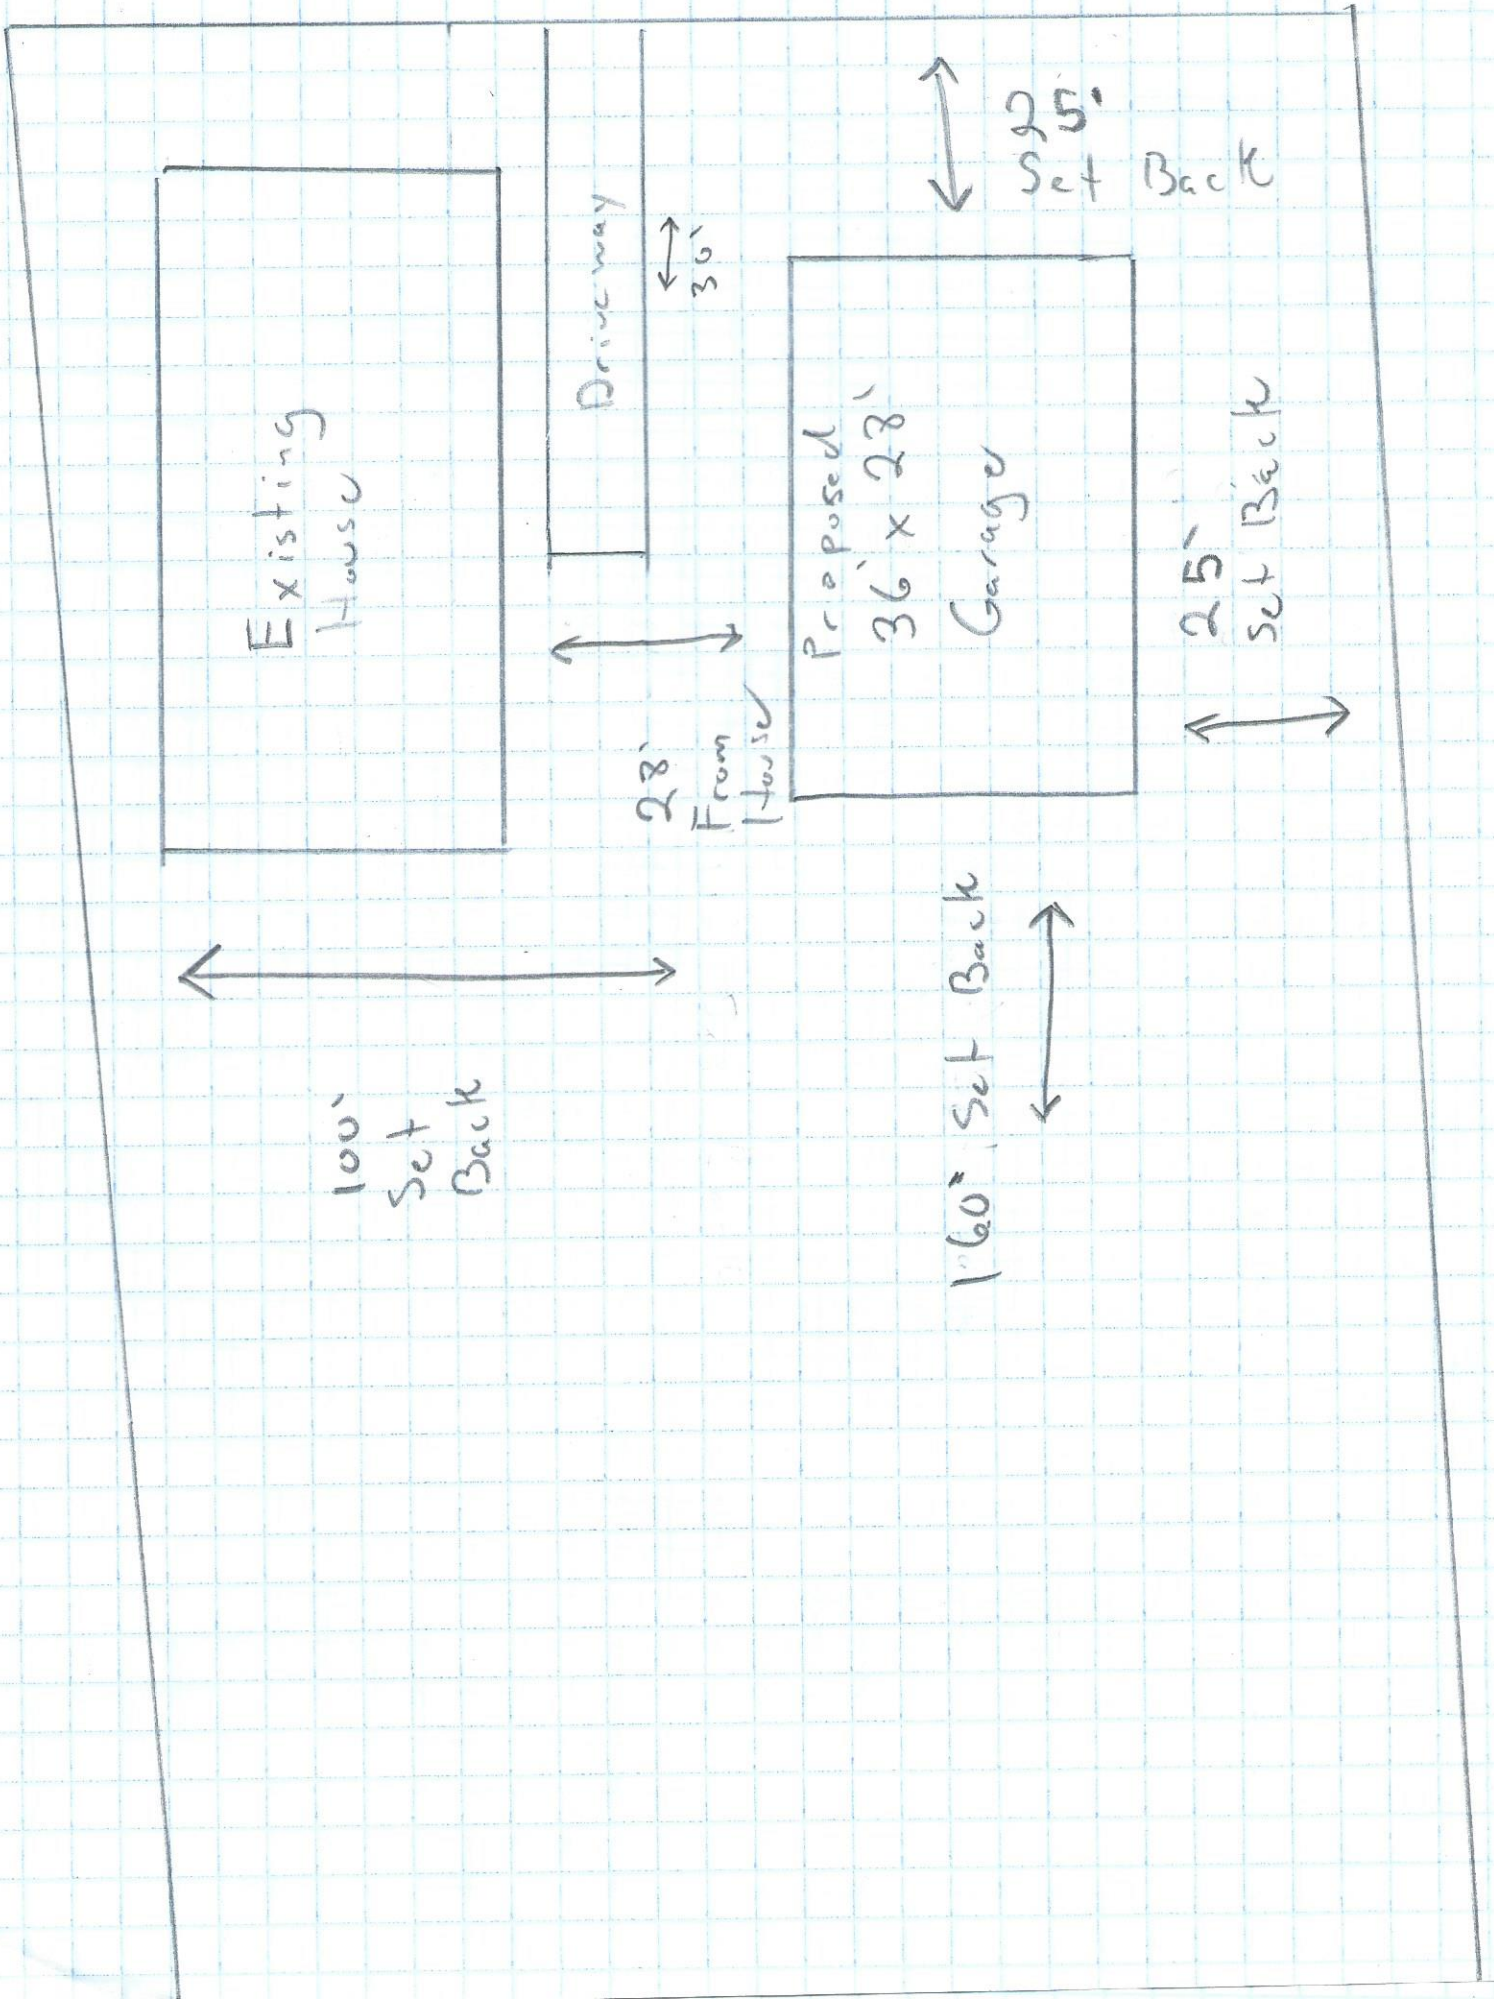 Existing
House
100'
Set
Back
Driveway
30'
28'
From
House
Proposed
36' x 28'
Garage
160" Set Back
25'
Set Back
25'
Set Back